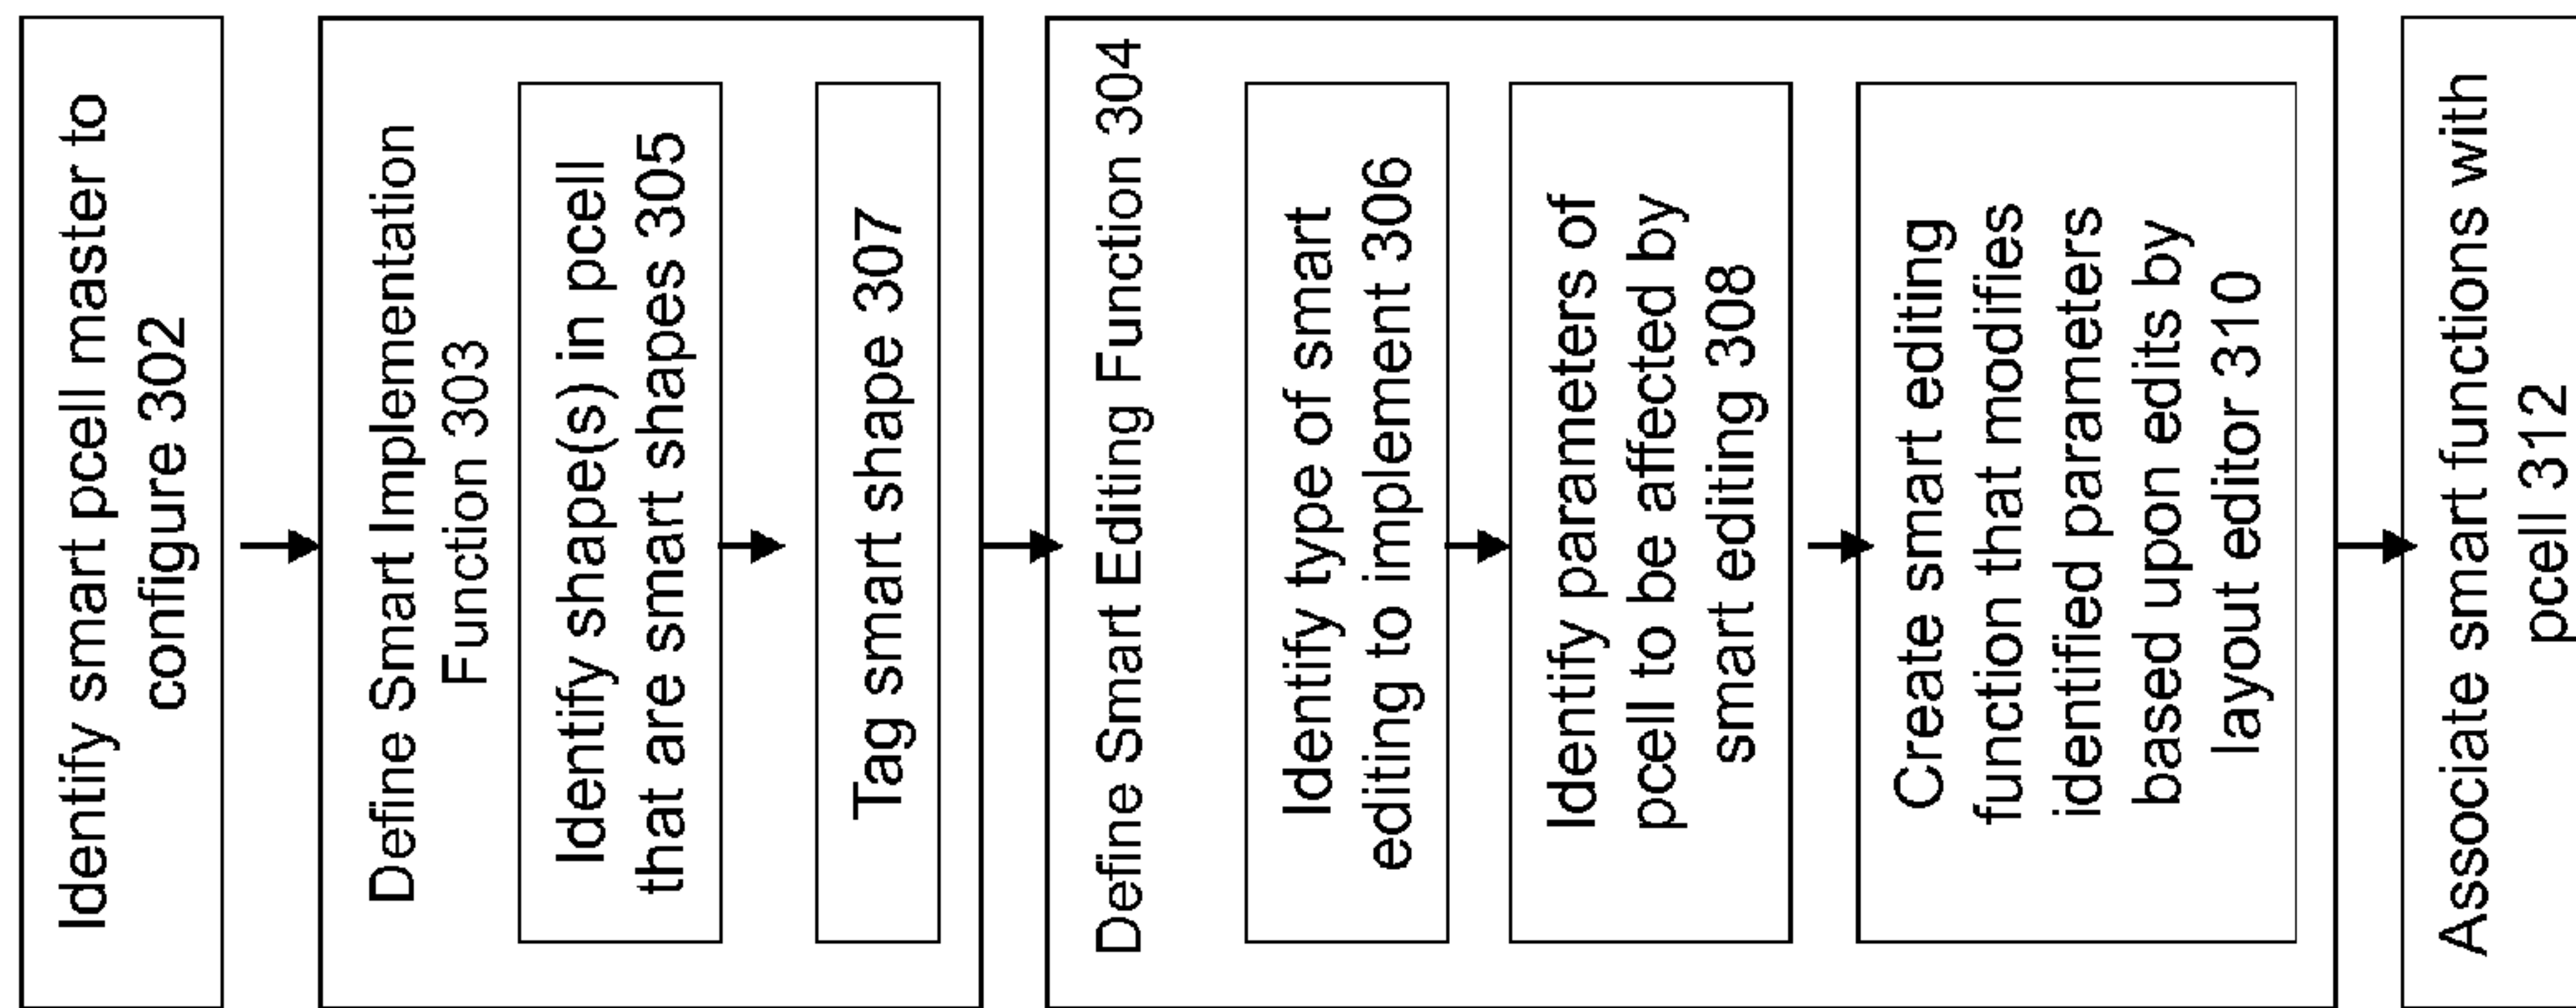 Identify smart pcell master to
configure 302
Define Smart Implementation
Function 303
Identify shape(s) in pcell
that are smart shapes 305
Tag smart shape 307
Define Smart Editing Function 304
Identify type of smart
editing to implement 306
Identify parameters of
pcell to be affected by
smart editing 308
Create smart editing
function that modifies
identified parameters
based upon edits by
layout editor 310
Associate smart functions with
pcell 312